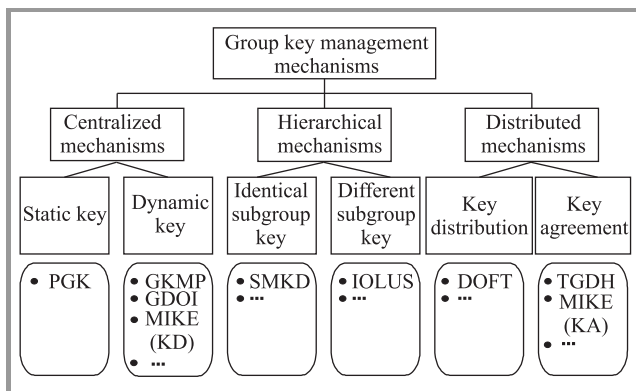 Group key management
mechanisms
Centralized
mechanisms
Hierarchical
mechanisms
Distributed
mechanisms
Static key
Dynamic
key
Identical
subgroup
key
Different
subgroup
key
Key
distribution
Key
agreement
• PGK
• GKMP
• GDOI
• MIKE
(KD)
• ...
• SMKD
• ...
• IOLUS
• ...
• DOFT
• ...
• TGDH
• MIKE
(KA)
• ...